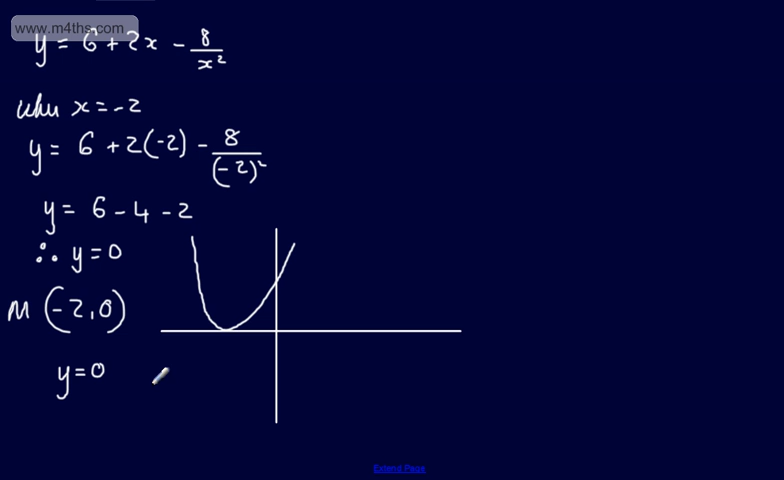 www.m4ths.com
y = 6 + 2x - 8/x²
when x = -2
y = 6 + 2(-2) - 8/(-2)²
y = 6 - 4 - 2
∴ y = 0
M (-2, 0)
y = 0
Extend Page